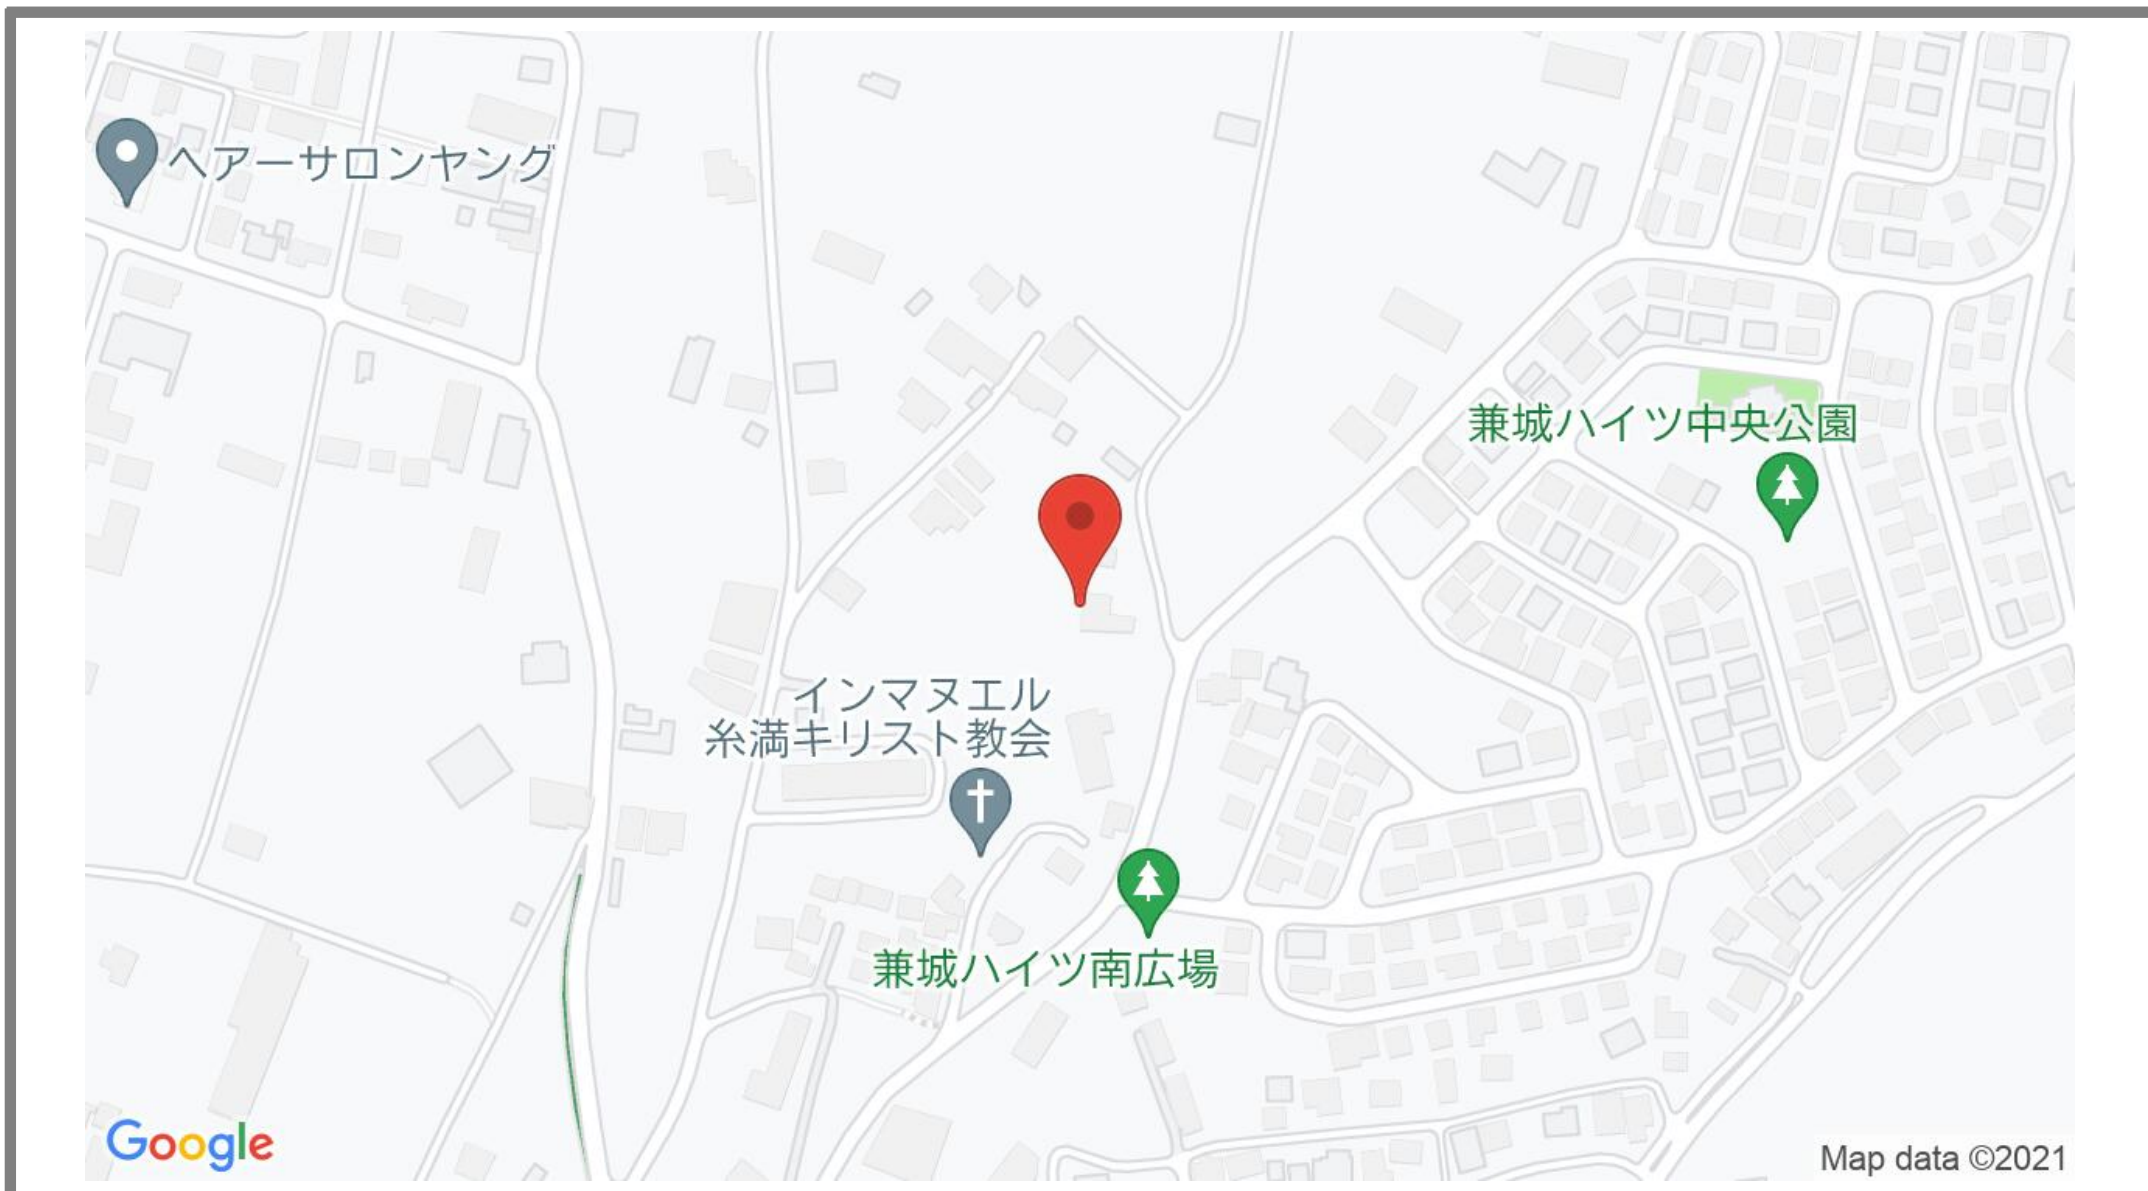 ヘアーサロンヤング
兼城ハイツ中央公園
インマヌエル
糸満キリスト教会
兼城ハイツ南広場
Google
Map data ©2021